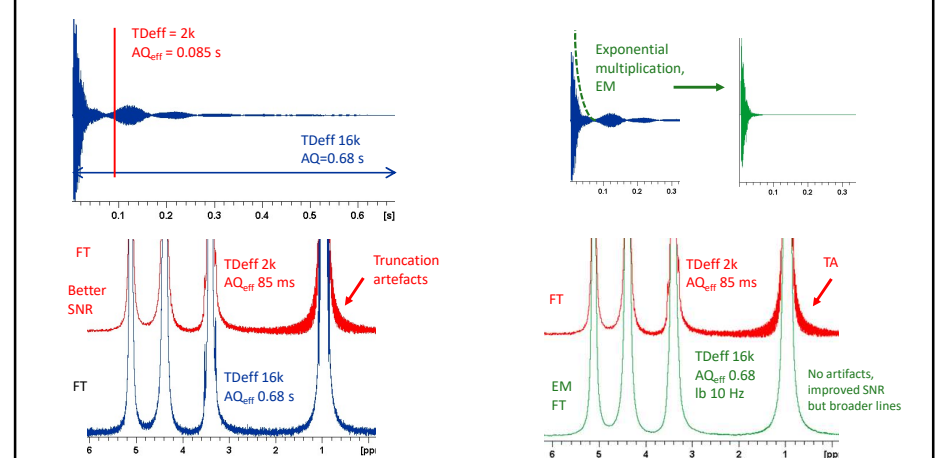 TDeff = 2k
AQeff = 0.085 s
TDeff 16k
AQ=0.68 s
0.1 0.2 0.3 0.4 0.5 0.6 [s]
Exponential
multiplication,
EM
0.1 0.2 0.3
0.1 0.2 0.3
FT
Better
SNR
TDeff 2k
AQeff 85 ms
Truncation
artefacts
FT
TDeff 16k
AQeff 0.68 s
6 5 4 3 2 1 [ppm
FT
TDeff 2k
AQeff 85 ms
TA
EM
FT
TDeff 16k
AQeff 0.68
lb 10 Hz
No artifacts,
improved SNR
but broader lines
6 5 4 3 2 1 [pp